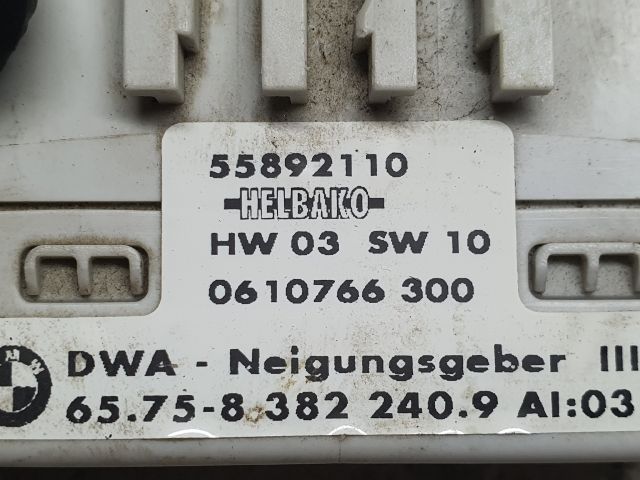 55892110
HELBAKO
HW 03 SW 10
0610766 300
BMW
DWA - Neigungsgeber III
65.75-8 382 240.9 AI:03